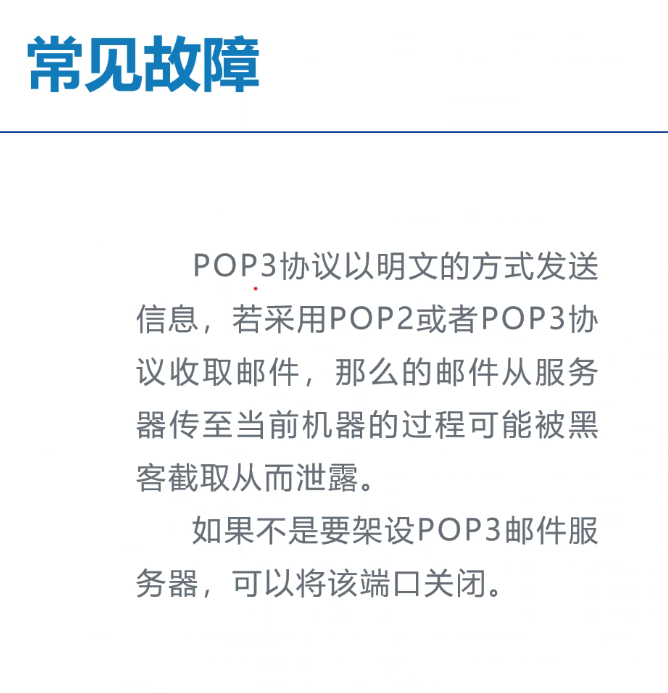 常见故障
POP3协议以明文的方式发送
信息，若采用POP2或者POP3协
议收取邮件，那么的邮件从服务
器传至当前机器的过程可能被黑
客截取从而泄露。
如果不是要架设POP3邮件服
务器，可以将该端口关闭。